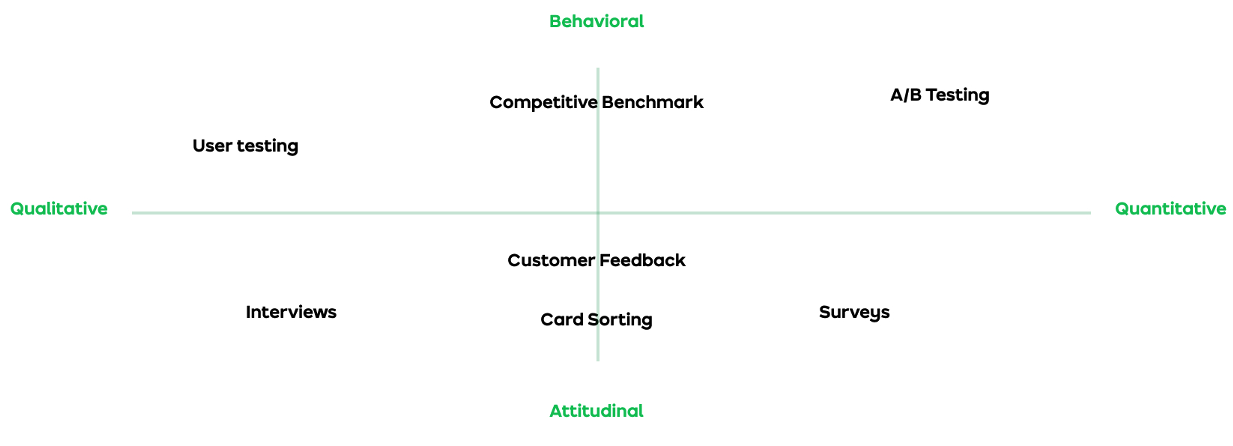 Behavioral
Competitive Benchmark
A/B Testing
User testing
Qualitative
Quantitative
Customer Feedback
Interviews
Card Sorting
Surveys
Attitudinal